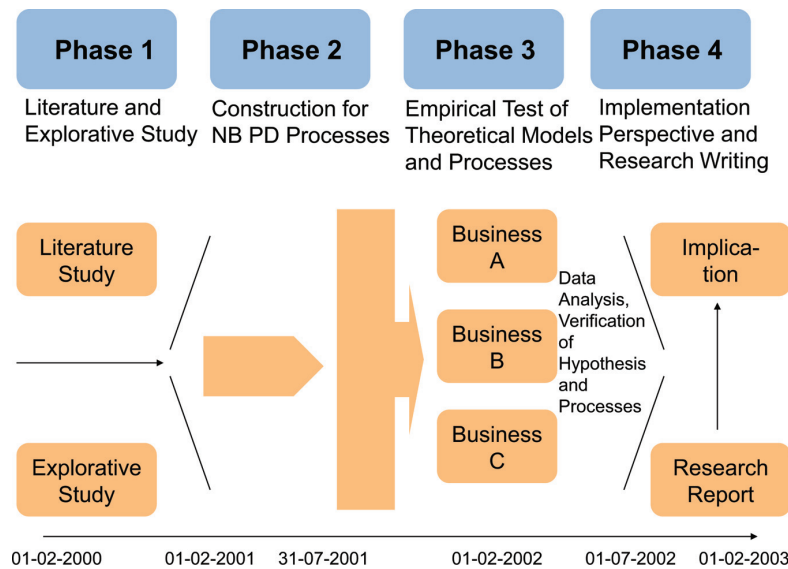 Phase 1
Phase 2
Phase 3
Phase 4
Literature and
Explorative Study
Construction for
NB PD Processes
Empirical Test of
Theoretical Models
and Processes
Implementation
Perspective and
Research Writing
Literature
Study
Explorative
Study
Business
A
Business
B
Business
C
Data
Analysis,
Verification
of
Hypothesis
and
Processes
Implica-
tion
Research
Report
01-02-2000
01-02-2001
31-07-2001
01-02-2002
01-07-2002
01-02-2003